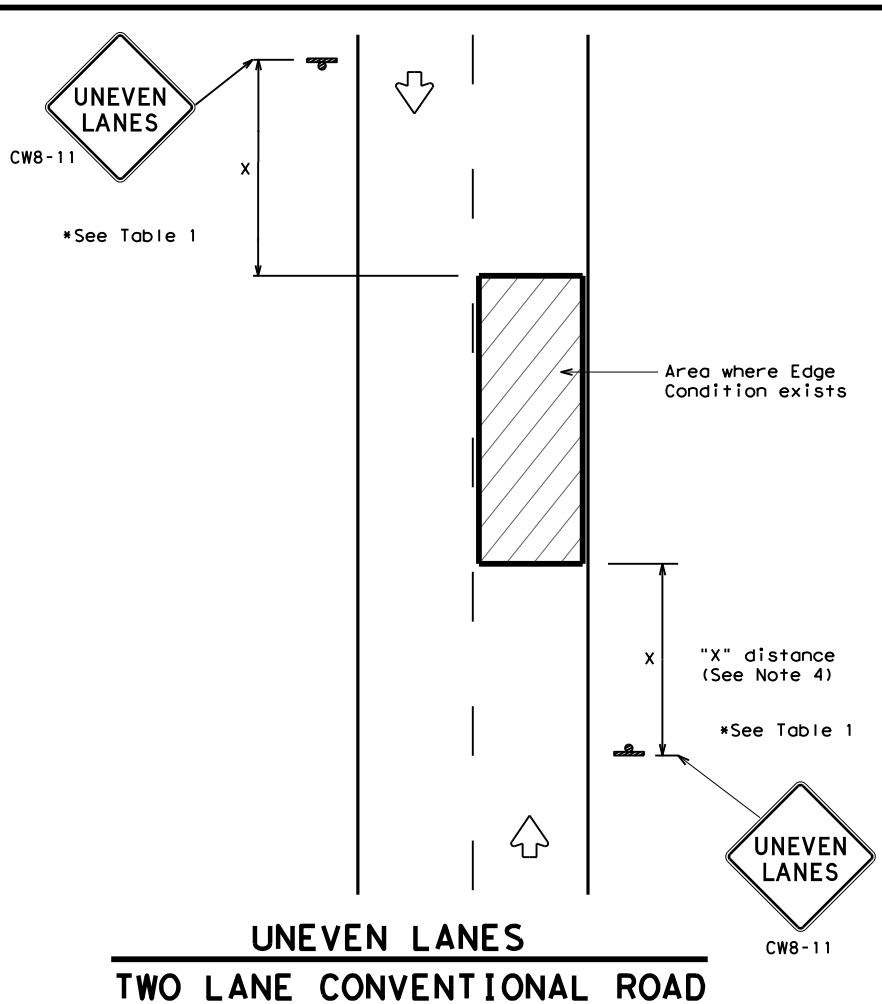 UNEVEN
LANES
CW8-11
X
*See Table 1
Area where Edge
Condition exists
X
"X" distance
(See Note 4)
*See Table 1
UNEVEN
LANES
CW8-11
UNEVEN LANES
TWO LANE CONVENTIONAL ROAD